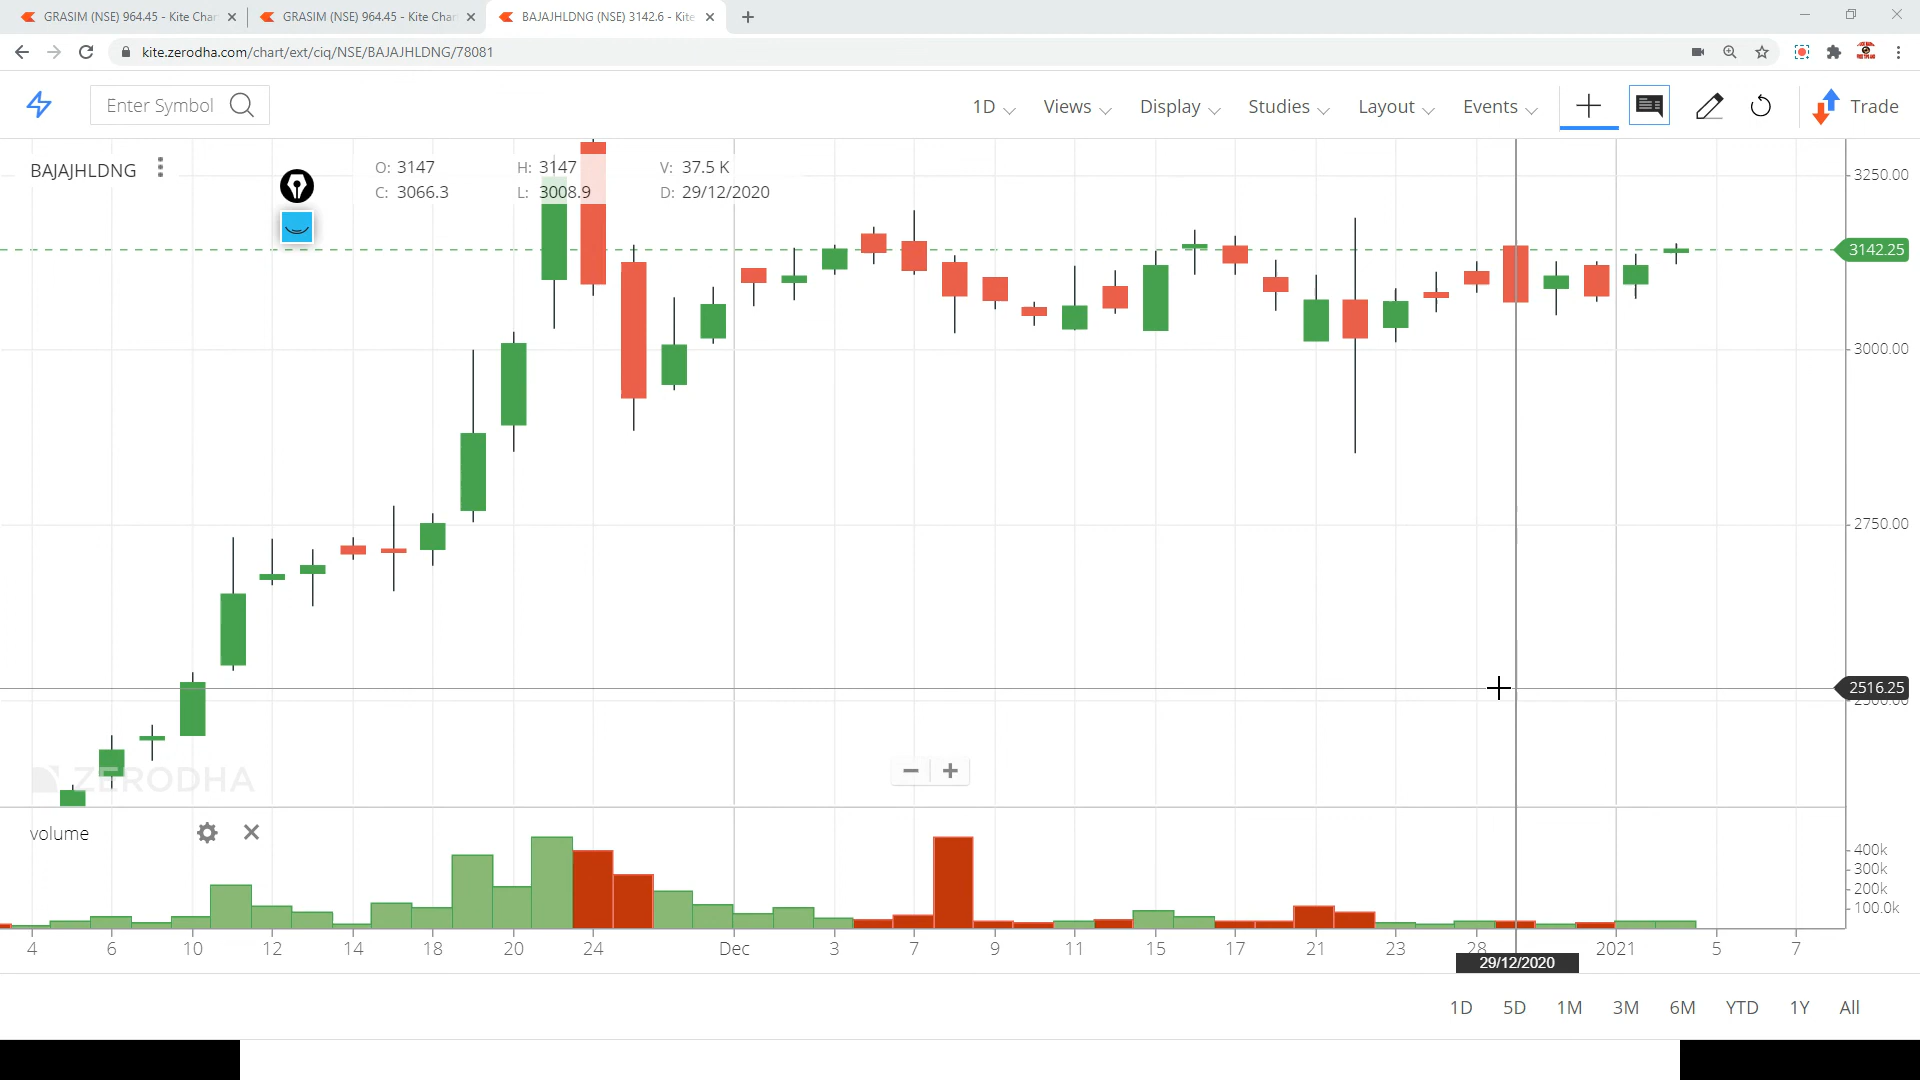 GRASIM (NSE) 964.45 - Kite Char
GRASIM (NSE) 964.45 - Kite Chart
BAJAJHLDNG (NSE) 3142.6 - Kite
kite.zerodha.com/chart/ext/ciq/NSE/BAJAJHLDNG/78081
Enter Symbol
1D Views Display Studies Layout Events Trade
BAJAJHLDNG
O: 3147 H: 3147 V: 37.5 K
C: 3066.3 L: 3008.9 D: 29/12/2020
3250.00
3142.25
3000.00
2750.00
2516.25
2500.00
ZERODHA
volume
400k
300k
200k
100.0k
4 6 10 12 14 18 20 24 Dec 3 7 9 11 15 17 21 23 28 2021 5 7
29/12/2020
1D 5D 1M 3M 6M YTD 1Y All